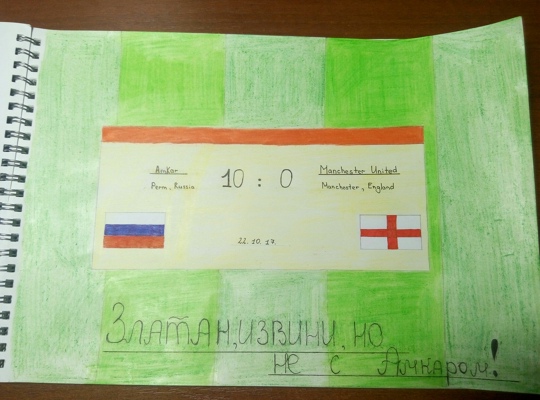 Amkar 10 : 0 Manchester United
Perm, Russia Manchester, England
22.10.17.
Златан, извини, но
не с Амкаром!